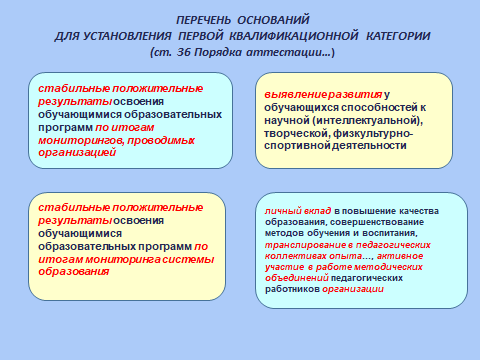 ПЕРЕЧЕНЬ ОСНОВАНИЙ
ДЛЯ УСТАНОВЛЕНИЯ ПЕРВОЙ КВАЛИФИКАЦИОННОЙ КАТЕГОРИИ
(ст. 36 Порядка аттестации…)
стабильные положительные
результаты освоения
обучающимися образовательных
программ по итогам
мониторингов, проводимых
организацией
выявление развития у
обучающихся способностей к
научной (интеллектуальной),
творческой, физкультурно-
спортивной деятельности
стабильные положительные
результаты освоения
обучающимися
образовательных программ по
итогам мониторинга системы
образования
личный вклад в повышение качества
образования, совершенствование
методов обучения и воспитания,
транслирование в педагогических
коллективах опыта…, активное
участие в работе методических
объединений педагогических
работников организации